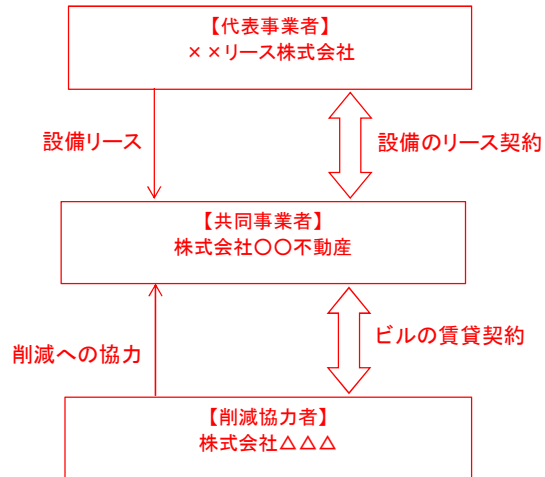 【代表事業者】
××リース株式会社
設備リース
設備のリース契約
【共同事業者】
株式会社〇〇不動産
削減への協力
ビルの賃貸契約
【削減協力者】
株式会社△△△